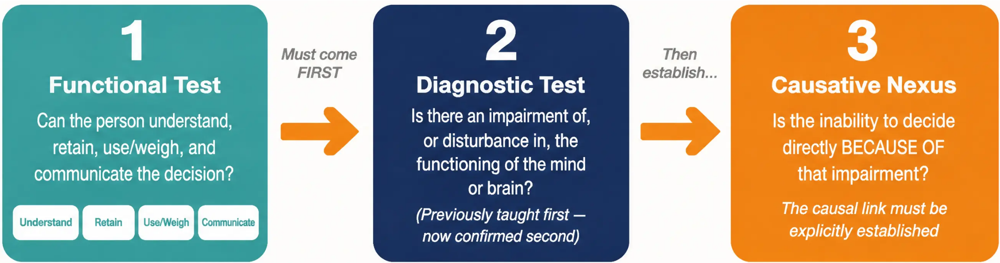 1
Functional Test
Can the person understand,
retain, use/weigh, and
communicate the decision?
Understand
Retain
Use/Weigh
Communicate
Must come
FIRST
2
Diagnostic Test
Is there an impairment of,
or disturbance in, the
functioning of the mind
or brain?
(Previously taught first —
now confirmed second)
Then
establish...
3
Causative Nexus
Is the inability to decide
directly BECAUSE OF
that impairment?
The causal link must be
explicitly established